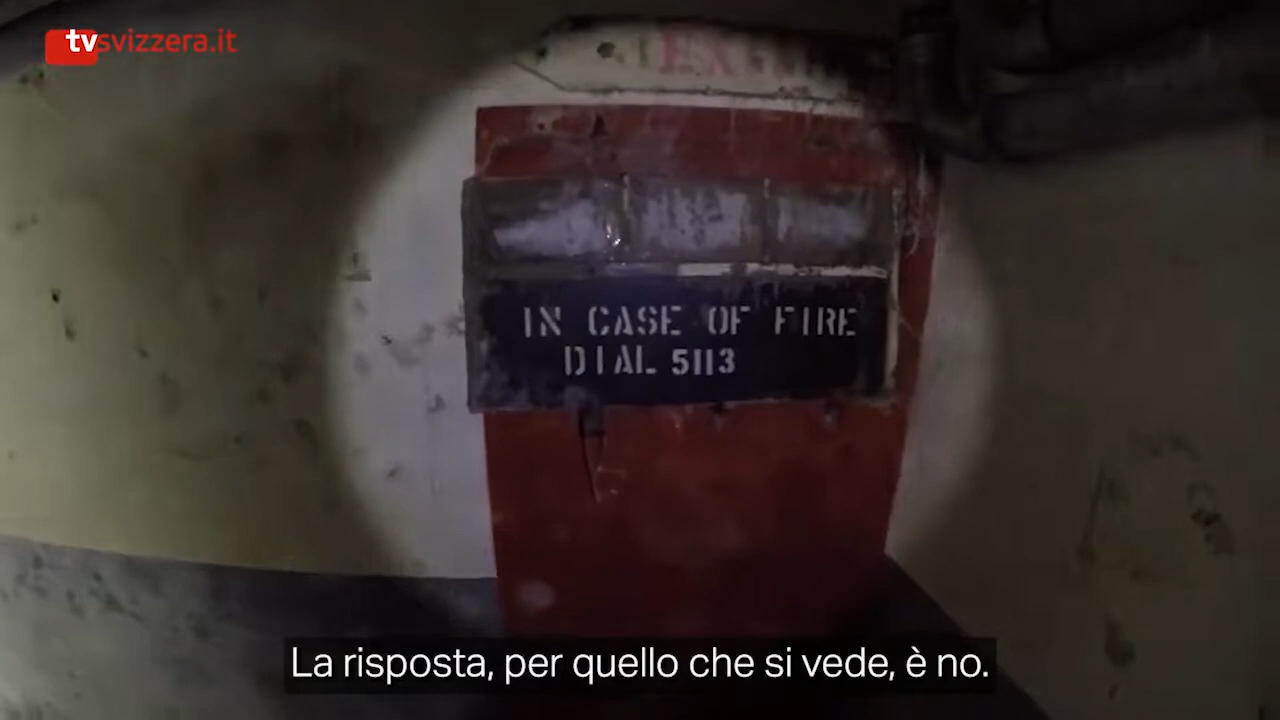 tvsvizzera.it
IN CASE OF FIRE
DIAL 5113
La risposta, per quello che si vede, è no.